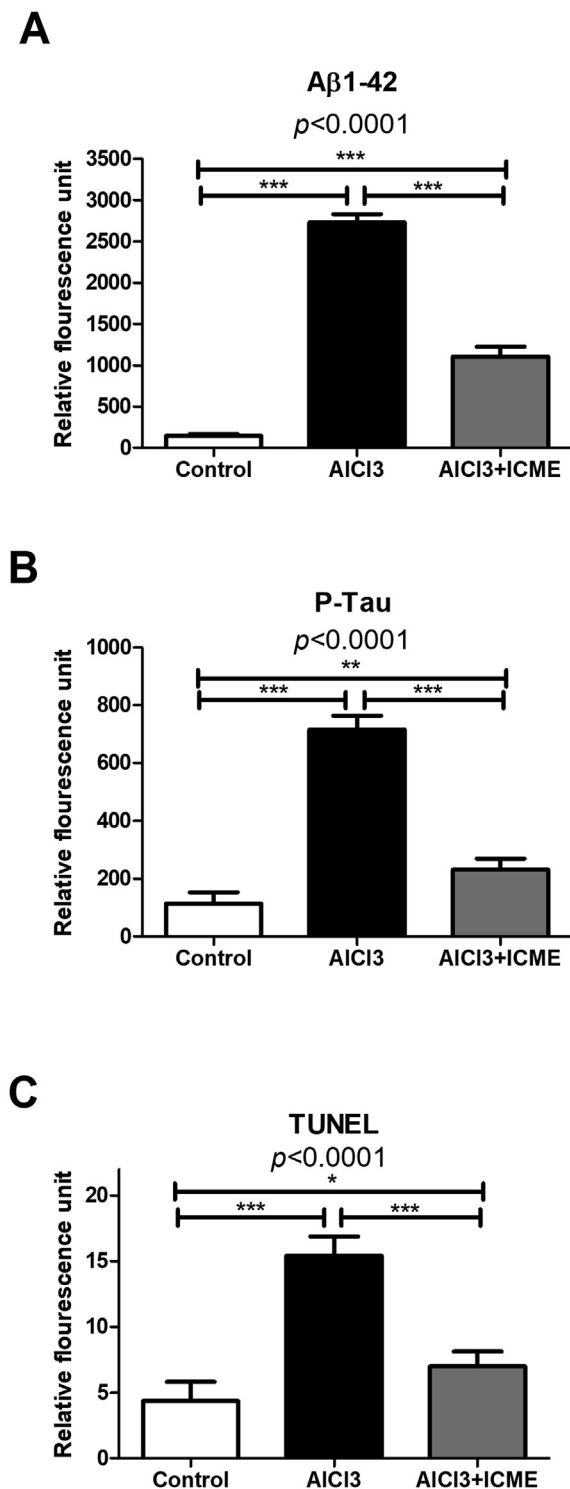 A
Aβ1-42
p<0.0001
***
*** ***
3500
3000
2500
2000
1500
1000
500
0
Relative flourescence unit
Control AlCl3 AlCl3+ICME
B
P-Tau
p<0.0001
**
*** ***
1000
800
600
400
200
0
Relative flourescence unit
Control AlCl3 AlCl3+ICME
C
TUNEL
p<0.0001
*
*** ***
20
15
10
5
0
Relative flourescence unit
Control AlCl3 AlCl3+ICME